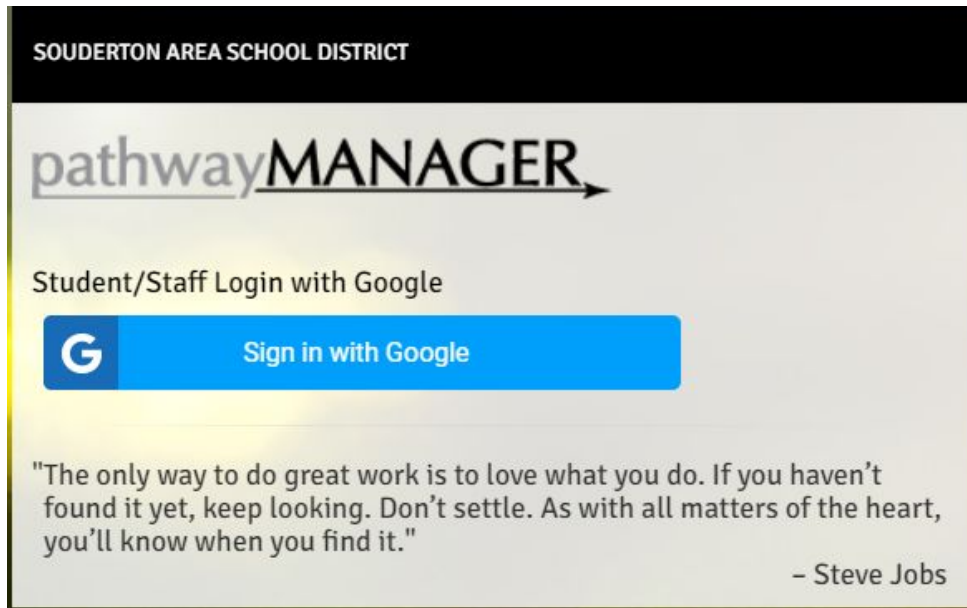 SOUDERTON AREA SCHOOL DISTRICT
pathwayMANAGER
Student/Staff Login with Google
G Sign in with Google
"The only way to do great work is to love what you do. If you haven’t
found it yet, keep looking. Don’t settle. As with all matters of the heart,
you’ll know when you find it."
– Steve Jobs